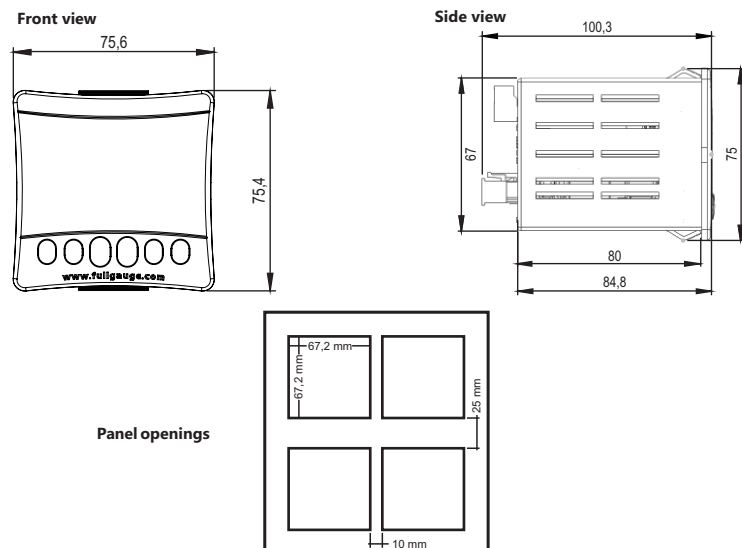 Front view
75,6
75,4
www.fullgauge.com
Side view
100,3
67
75
80
84,8
Panel openings
67,2 mm
67,2 mm
25 mm
10 mm